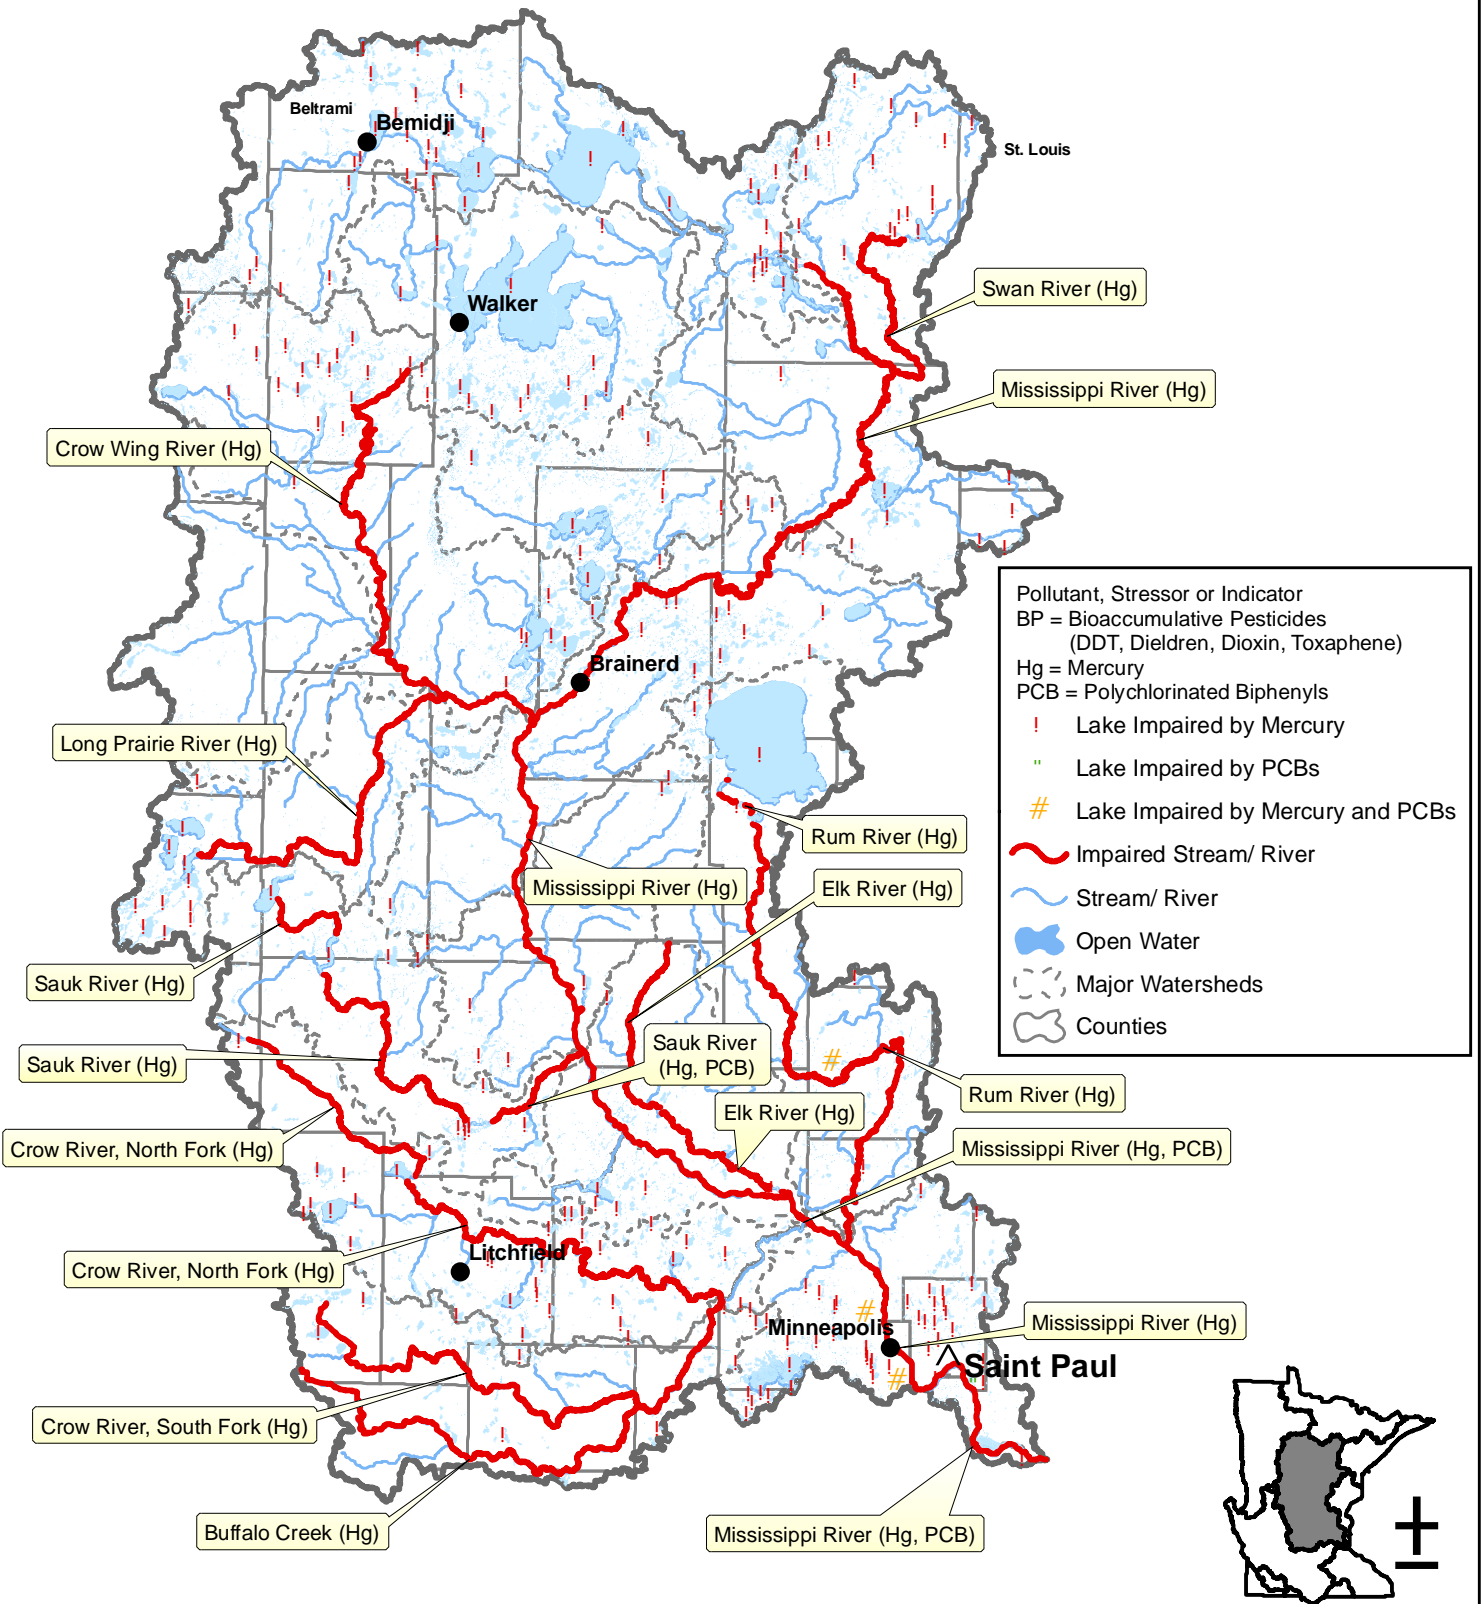 Beltrami
Bemidji
St. Louis
Swan River (Hg)
Walker
Mississippi River (Hg)
Crow Wing River (Hg)
Pollutant, Stressor or Indicator
BP = Bioaccumulative Pesticides
(DDT, Dieldren, Dioxin, Toxaphene)
Hg = Mercury
PCB = Polychlorinated Biphenyls
! Lake Impaired by Mercury
" Lake Impaired by PCBs
# Lake Impaired by Mercury and PCBs
Impaired Stream/ River
Stream/ River
Open Water
Major Watersheds
Counties
Brainerd
Long Prairie River (Hg)
Rum River (Hg)
Mississippi River (Hg)
Elk River (Hg)
Sauk River (Hg)
Sauk River (Hg)
Sauk River
(Hg, PCB)
Rum River (Hg)
Elk River (Hg)
Crow River, North Fork (Hg)
Mississippi River (Hg, PCB)
Litchfield
Crow River, North Fork (Hg)
Minneapolis
Mississippi River (Hg)
Saint Paul
Crow River, South Fork (Hg)
Buffalo Creek (Hg)
Mississippi River (Hg, PCB)
±